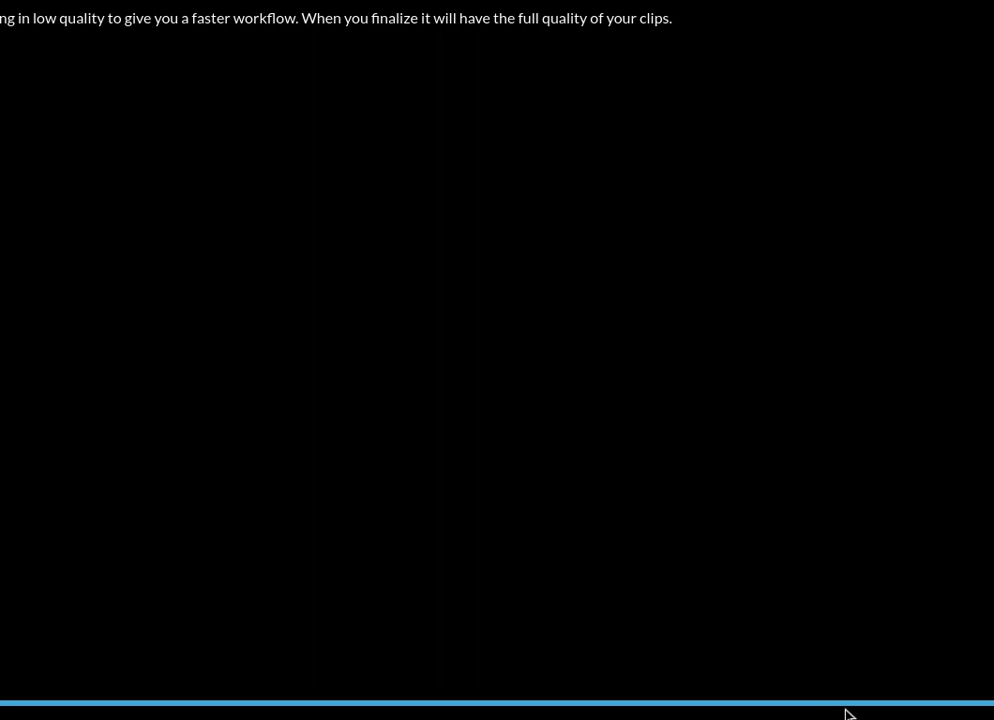 ng in low quality to give you a faster workflow. When you finalize it will have the full quality of your clips.